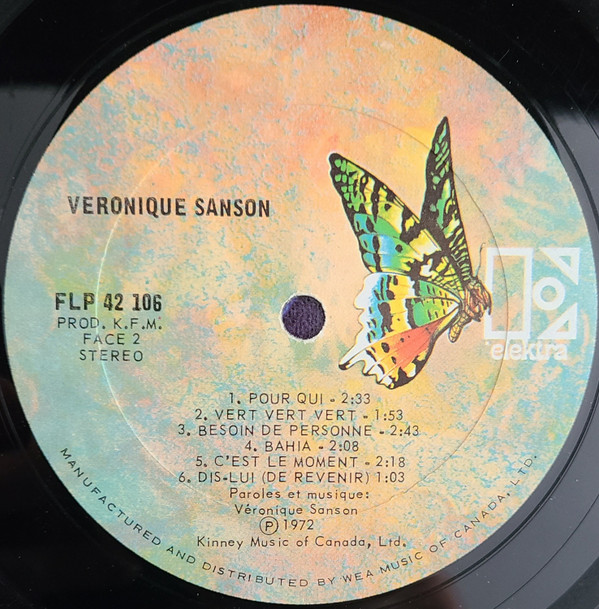 VERONIQUE SANSON
FLP 42 106
PROD. K.F.M.
FACE 2
STEREO
elektra
1. POUR QUI - 2:33
2. VERT VERT VERT - 1:53
3. BESOIN DE PERSONNE - 2:43
4. BAHIA - 2:08
5. C'EST LE MOMENT - 2:18
6. DIS-LUI (DE REVENIR) 1:03
Paroles et musique:
Véronique Sanson
Ⓟ 1972
Kinney Music of Canada, Ltd.
MANUFACTURED AND DISTRIBUTED BY WEA MUSIC OF CANADA, LTD.